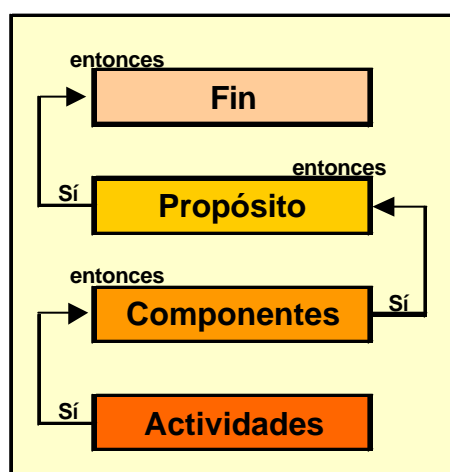 entonces
Fin
entonces
Sí
Propósito
entonces
Componentes
Sí
Sí
Actividades